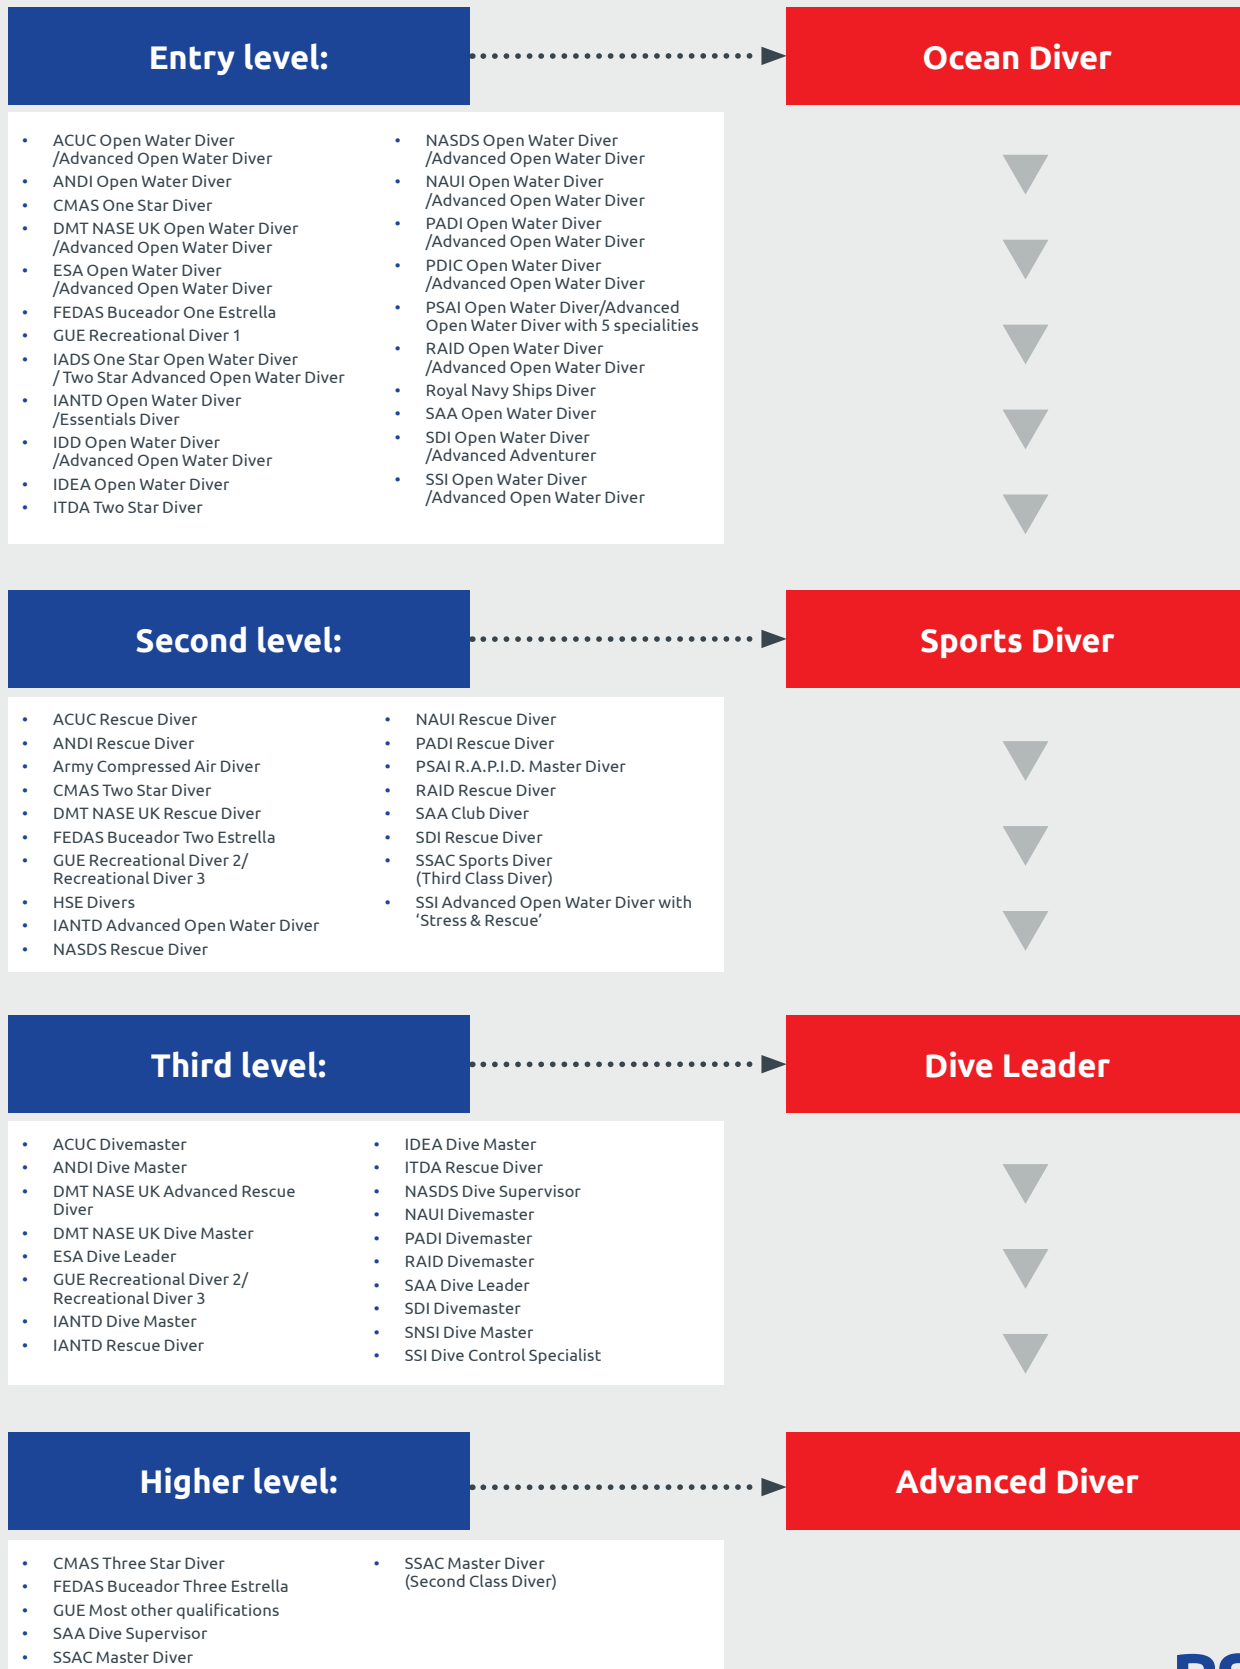 Entry level:
Ocean Diver
• ACUC Open Water Diver
/Advanced Open Water Diver
• ANDI Open Water Diver
• CMAS One Star Diver
• DMT NASE UK Open Water Diver
/Advanced Open Water Diver
• ESA Open Water Diver
/Advanced Open Water Diver
• FEDAS Buceador One Estrella
• GUE Recreational Diver 1
• IADS One Star Open Water Diver
/ Two Star Advanced Open Water Diver
• IANTD Open Water Diver
/Essentials Diver
• IDD Open Water Diver
/Advanced Open Water Diver
• IDEA Open Water Diver
• ITDA Two Star Diver
• NASDS Open Water Diver
/Advanced Open Water Diver
• NAUI Open Water Diver
/Advanced Open Water Diver
• PADI Open Water Diver
/Advanced Open Water Diver
• PDIC Open Water Diver
/Advanced Open Water Diver
• PSAI Open Water Diver/Advanced
Open Water Diver with 5 specialities
• RAID Open Water Diver
/Advanced Open Water Diver
• Royal Navy Ships Diver
• SAA Open Water Diver
• SDI Open Water Diver
/Advanced Adventurer
• SSI Open Water Diver
/Advanced Open Water Diver
Second level:
Sports Diver
• ACUC Rescue Diver
• ANDI Rescue Diver
• Army Compressed Air Diver
• CMAS Two Star Diver
• DMT NASE UK Rescue Diver
• FEDAS Buceador Two Estrella
• GUE Recreational Diver 2/
Recreational Diver 3
• HSE Divers
• IANTD Advanced Open Water Diver
• NASDS Rescue Diver
• NAUI Rescue Diver
• PADI Rescue Diver
• PSAI R.A.P.I.D. Master Diver
• RAID Rescue Diver
• SAA Club Diver
• SDI Rescue Diver
• SSAC Sports Diver
(Third Class Diver)
• SSI Advanced Open Water Diver with
‘Stress & Rescue’
Third level:
Dive Leader
• ACUC Divemaster
• ANDI Dive Master
• DMT NASE UK Advanced Rescue
Diver
• DMT NASE UK Dive Master
• ESA Dive Leader
• GUE Recreational Diver 2/
Recreational Diver 3
• IANTD Dive Master
• IANTD Rescue Diver
• IDEA Dive Master
• ITDA Rescue Diver
• NASDS Dive Supervisor
• NAUI Divemaster
• PADI Divemaster
• RAID Divemaster
• SAA Dive Leader
• SDI Divemaster
• SNSI Dive Master
• SSI Dive Control Specialist
Higher level:
Advanced Diver
• CMAS Three Star Diver
• FEDAS Buceador Three Estrella
• GUE Most other qualifications
• SAA Dive Supervisor
• SSAC Master Diver
• SSAC Master Diver
(Second Class Diver)